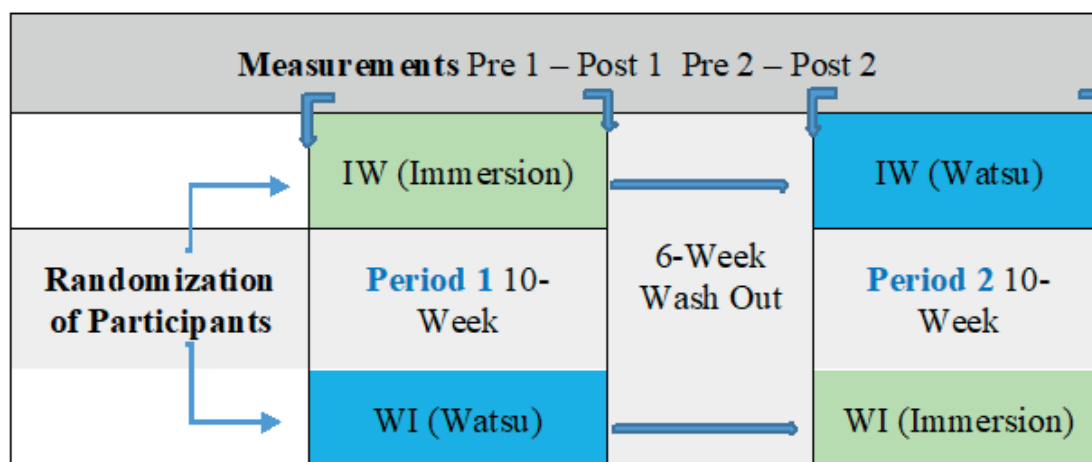 Measurements Pre 1 – Post 1 Pre 2 – Post 2
IW (Immersion)
IW (Watsu)
Randomization
of Participants
Period 1 10-
Week
6-Week
Wash Out
Period 2 10-
Week
WI (Watsu)
WI (Immersion)